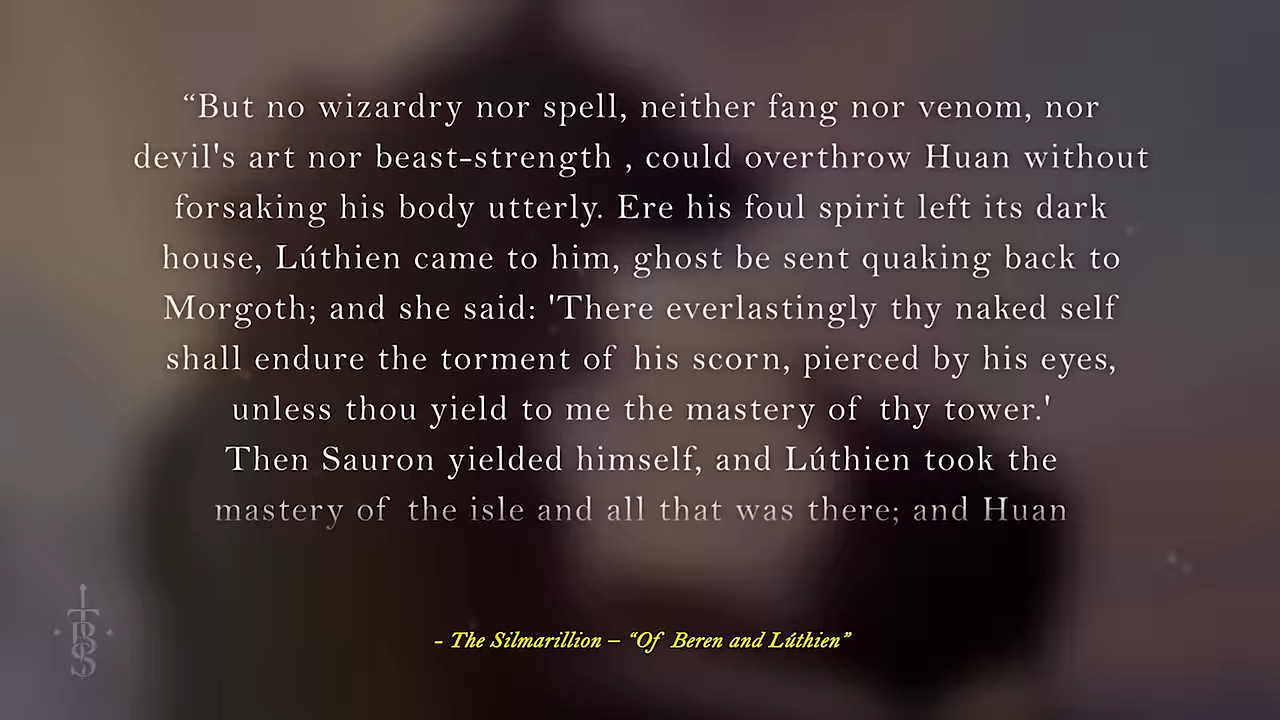 “But no wizardry nor spell, neither fang nor venom, nor
devil's art nor beast-strength , could overthrow Huan without
forsaking his body utterly. Ere his foul spirit left its dark
house, Lúthien came to him, ghost be sent quaking back to
Morgoth; and she said: 'There everlastingly thy naked self
shall endure the torment of his scorn, pierced by his eyes,
unless thou yield to me the mastery of thy tower.'
Then Sauron yielded himself, and Lúthien took the
mastery of the isle and all that was there; and Huan
- The Silmarillion – “Of Beren and Lúthien”
TBS